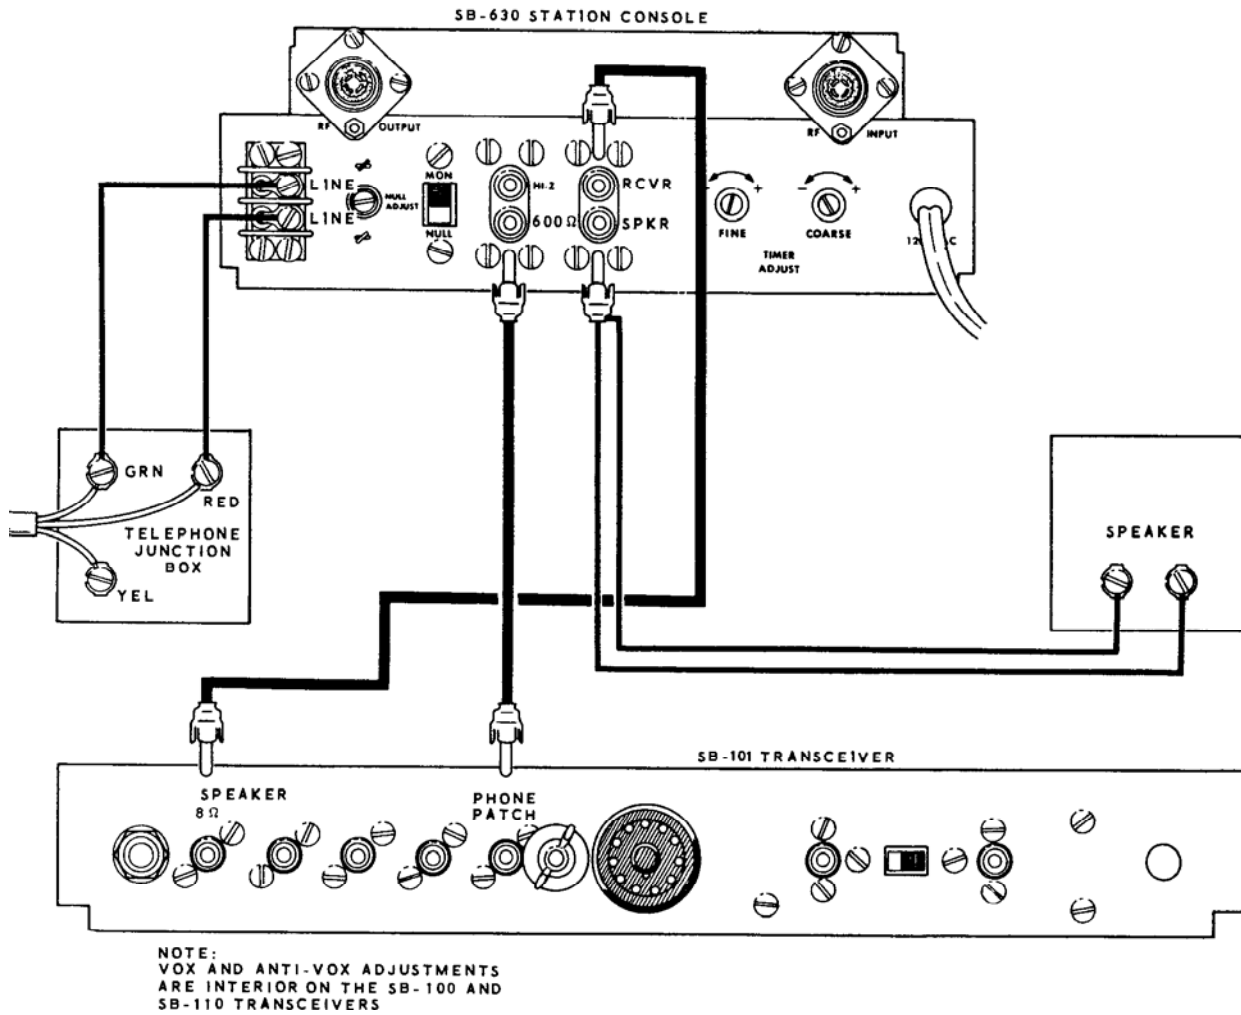 SB-630 STATION CONSOLE
RF OUTPUT
RF INPUT
LINE
LINE
NULL
ADJUST
MON
NULL
HI-Z
600 Ω
RCVR
SPKR
- +
FINE
- +
COARSE
TIMER
ADJUST
GRN
RED
TELEPHONE
JUNCTION
BOX
YEL
SPEAKER
SB-101 TRANSCEIVER
SPEAKER
8 Ω
PHONE
PATCH
NOTE:
VOX AND ANTI-VOX ADJUSTMENTS
ARE INTERIOR ON THE SB-100 AND
SB-110 TRANSCEIVERS